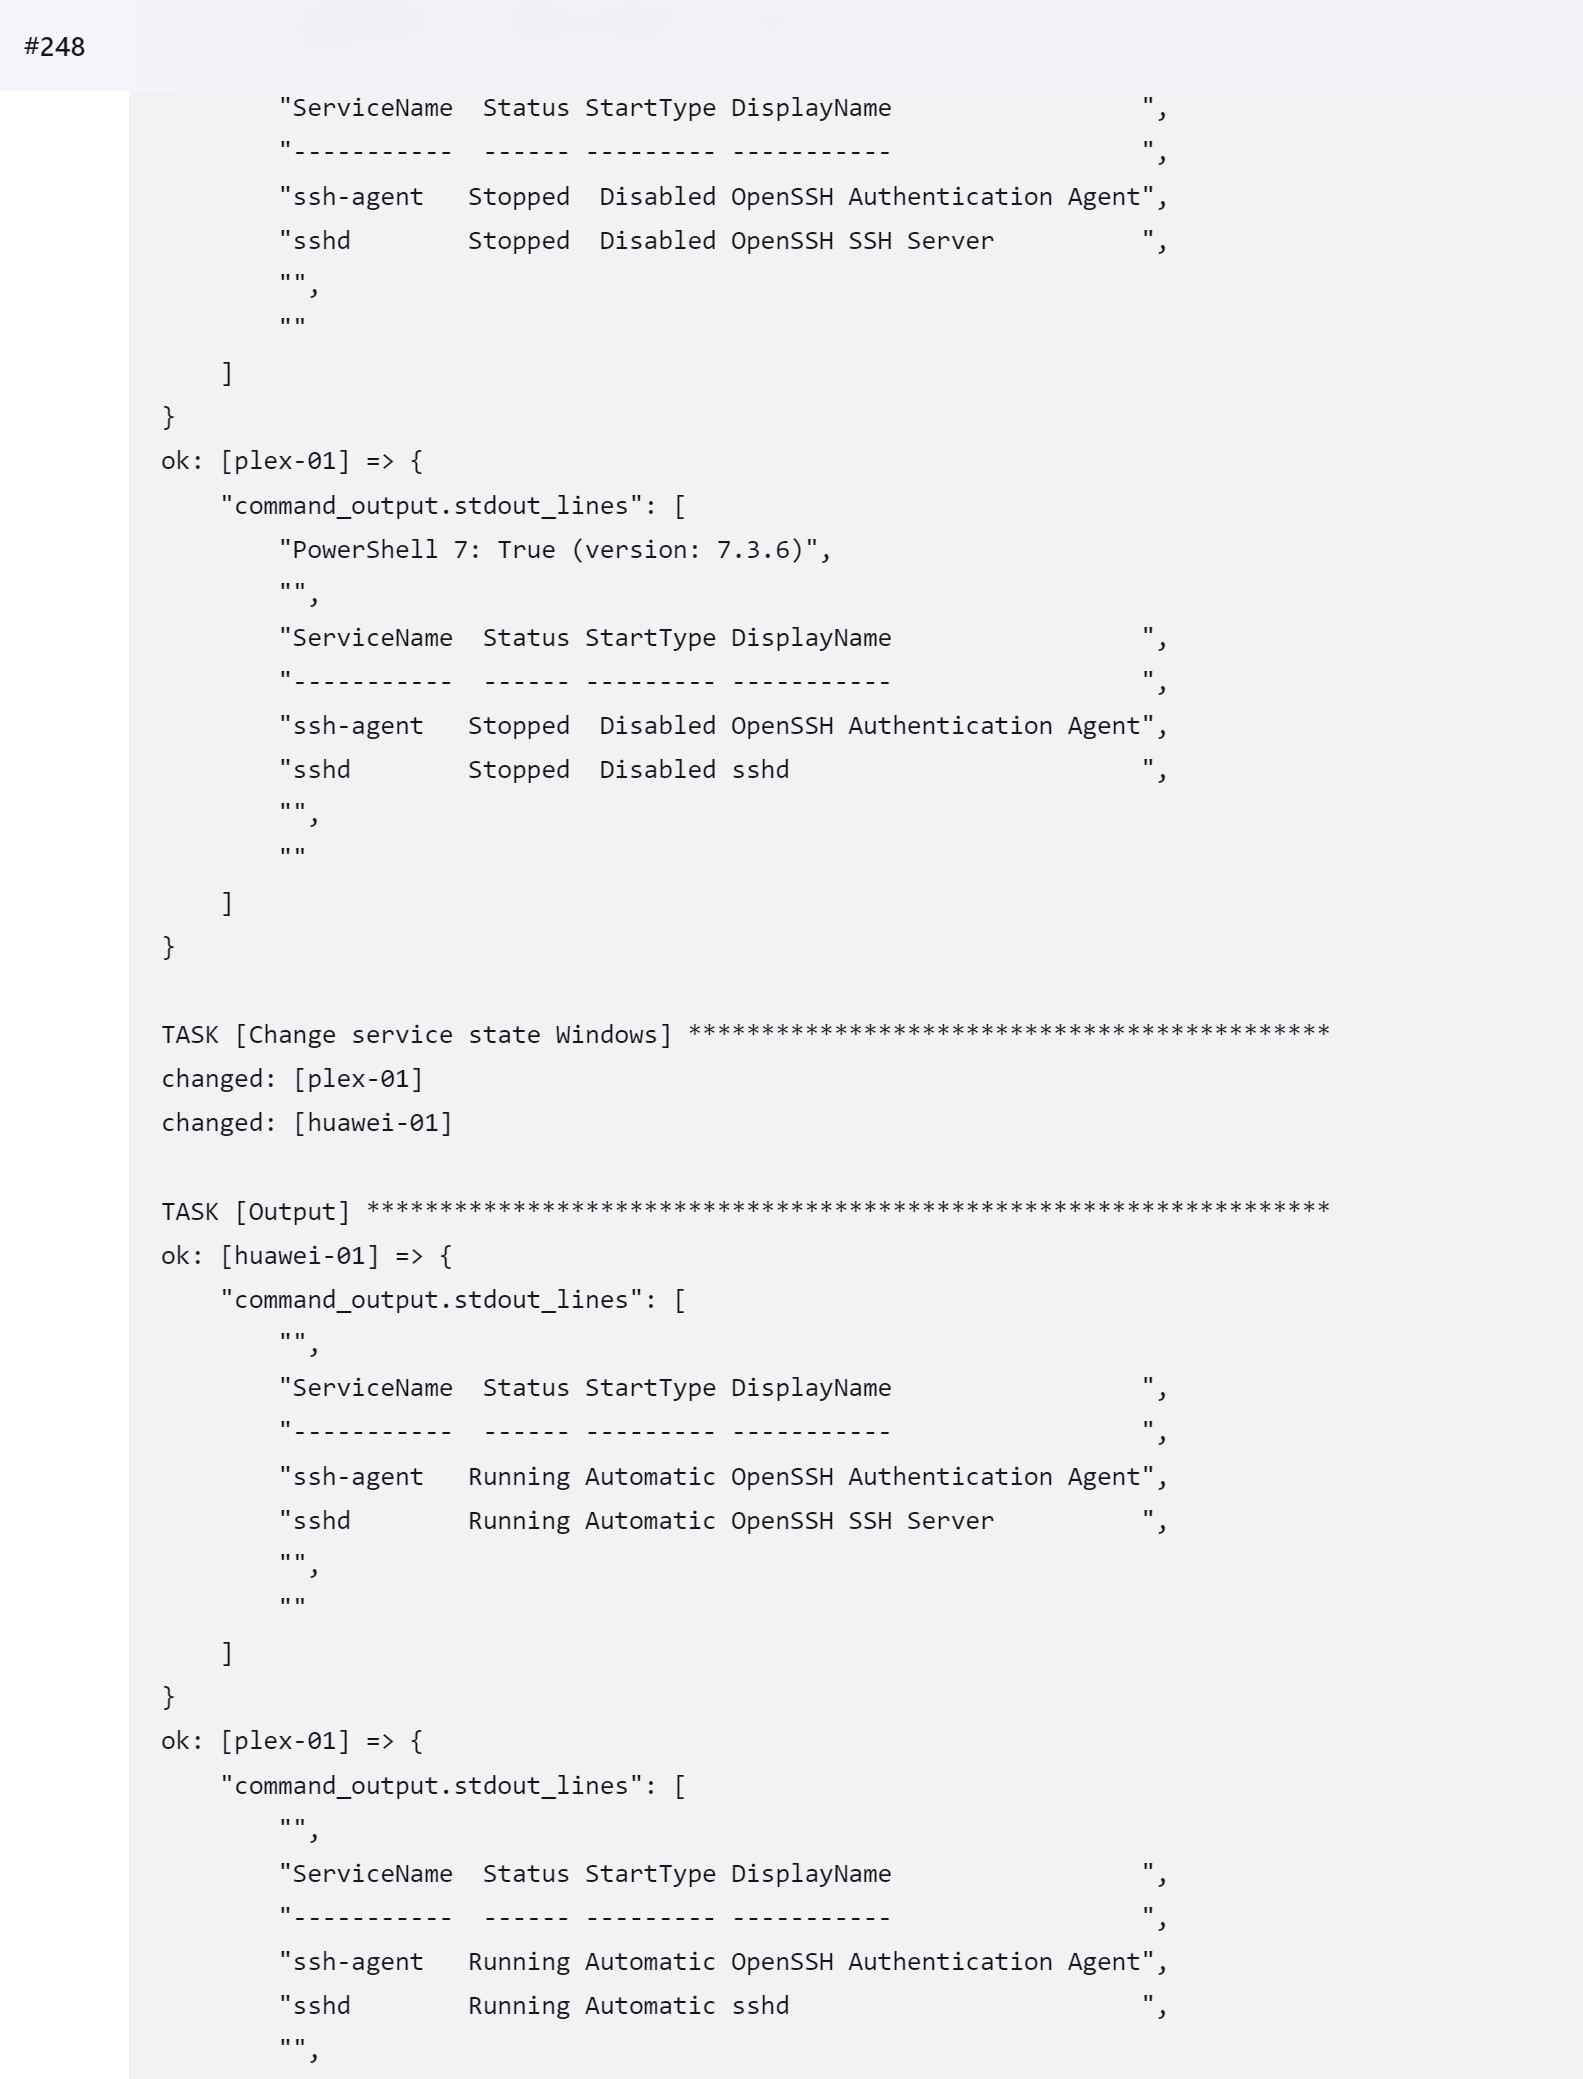 #248
        "ServiceName  Status StartType DisplayName                 ",
        "-----------  ------ --------- -----------                 ",
        "ssh-agent   Stopped  Disabled OpenSSH Authentication Agent",
        "sshd        Stopped  Disabled OpenSSH SSH Server          ",
        "",
        ""
    ]
}
ok: [plex-01] => {
    "command_output.stdout_lines": [
        "PowerShell 7: True (version: 7.3.6)",
        "",
        "ServiceName  Status StartType DisplayName                 ",
        "-----------  ------ --------- -----------                 ",
        "ssh-agent   Stopped  Disabled OpenSSH Authentication Agent",
        "sshd        Stopped  Disabled sshd                        ",
        "",
        ""
    ]
}
TASK [Change service state Windows] ********************************************
changed: [plex-01]
changed: [huawei-01]
TASK [Output] ******************************************************************
ok: [huawei-01] => {
    "command_output.stdout_lines": [
        "",
        "ServiceName  Status StartType DisplayName                 ",
        "-----------  ------ --------- -----------                 ",
        "ssh-agent   Running Automatic OpenSSH Authentication Agent",
        "sshd        Running Automatic OpenSSH SSH Server          ",
        "",
        ""
    ]
}
ok: [plex-01] => {
    "command_output.stdout_lines": [
        "",
        "ServiceName  Status StartType DisplayName                 ",
        "-----------  ------ --------- -----------                 ",
        "ssh-agent   Running Automatic OpenSSH Authentication Agent",
        "sshd        Running Automatic sshd                        ",
        "",